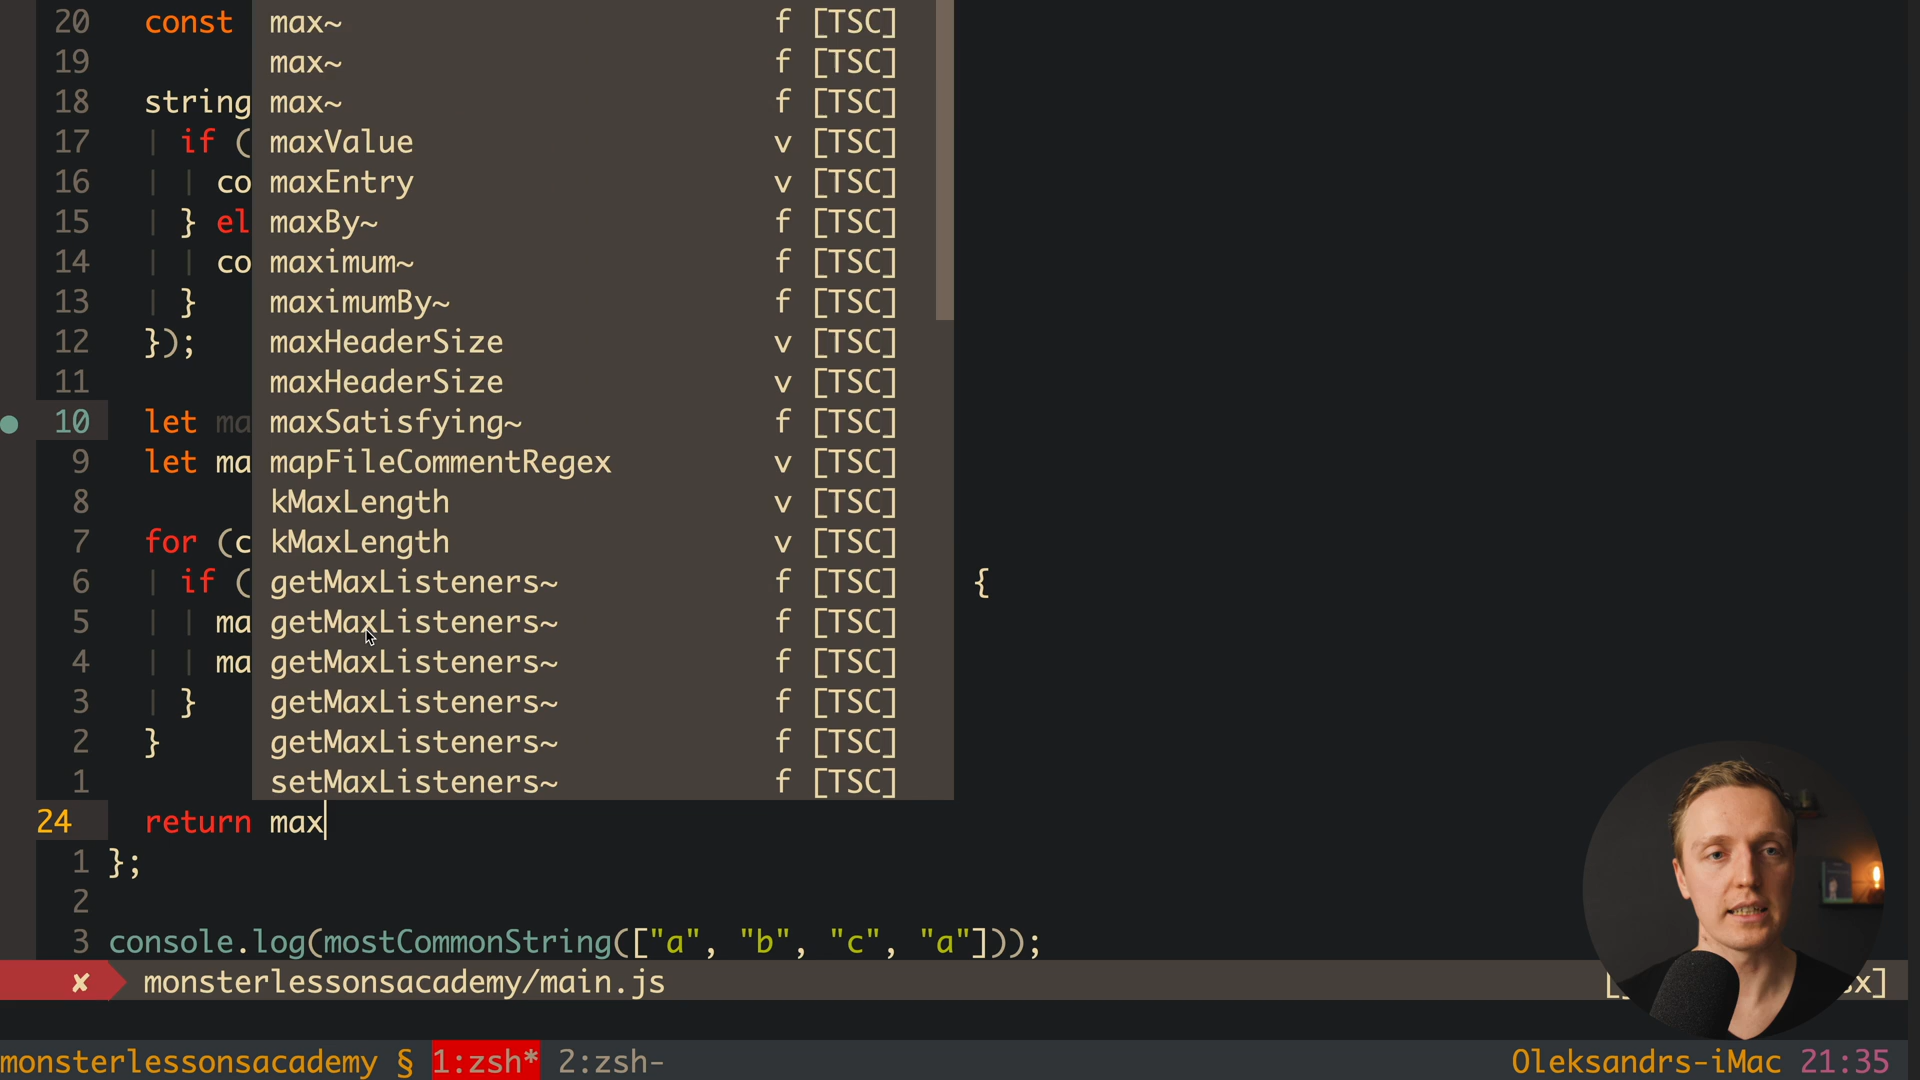 20 const max~ f [TSC]
19 max~ f [TSC]
18 string max~ f [TSC]
17 | if ( maxValue v [TSC]
16 | | co maxEntry v [TSC]
15 | } el maxBy~ f [TSC]
14 | | co maximum~ f [TSC]
13 | } maximumBy~ f [TSC]
12 }); maxHeaderSize v [TSC]
11 maxHeaderSize v [TSC]
10 let ma maxSatisfying~ f [TSC]
9 let ma mapFileCommentRegex v [TSC]
8 kMaxLength v [TSC]
7 for (c kMaxLength v [TSC]
6 | if ( getMaxListeners~ f [TSC] {
5 | | ma getMaxListeners~ f [TSC]
4 | | ma getMaxListeners~ f [TSC]
3 | } getMaxListeners~ f [TSC]
2 } getMaxListeners~ f [TSC]
1 setMaxListeners~ f [TSC]
24 return max
1 };
2
3 console.log(mostCommonString(["a", "b", "c", "a"]));
✘ monsterlessonsacademy/main.js x]
monsterlessonsacademy § 1:zsh* 2:zsh- Oleksandrs-iMac 21:35